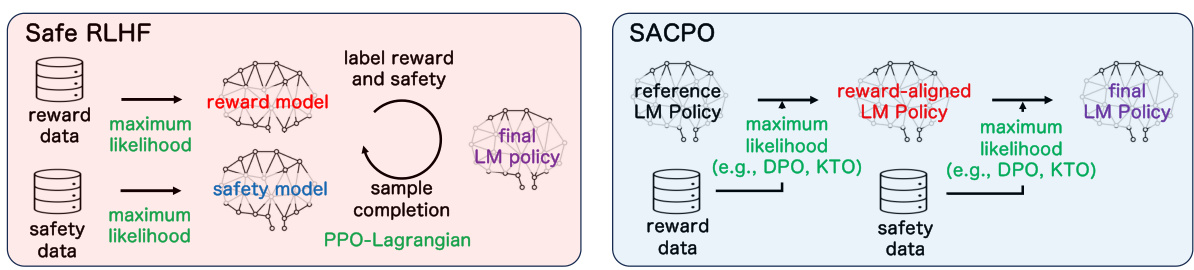 Safe RLHF
reward
data
maximum
likelihood
reward model
safety
data
maximum
likelihood
safety model
label reward
and safety
sample
completion
PPO-Lagrangian
final
LM policy
SACPO
reference
LM Policy
maximum
likelihood
(e.g., DPO, KTO)
reward
data
reward-aligned
LM Policy
maximum
likelihood
(e.g., DPO, KTO)
safety
data
final
LM Policy